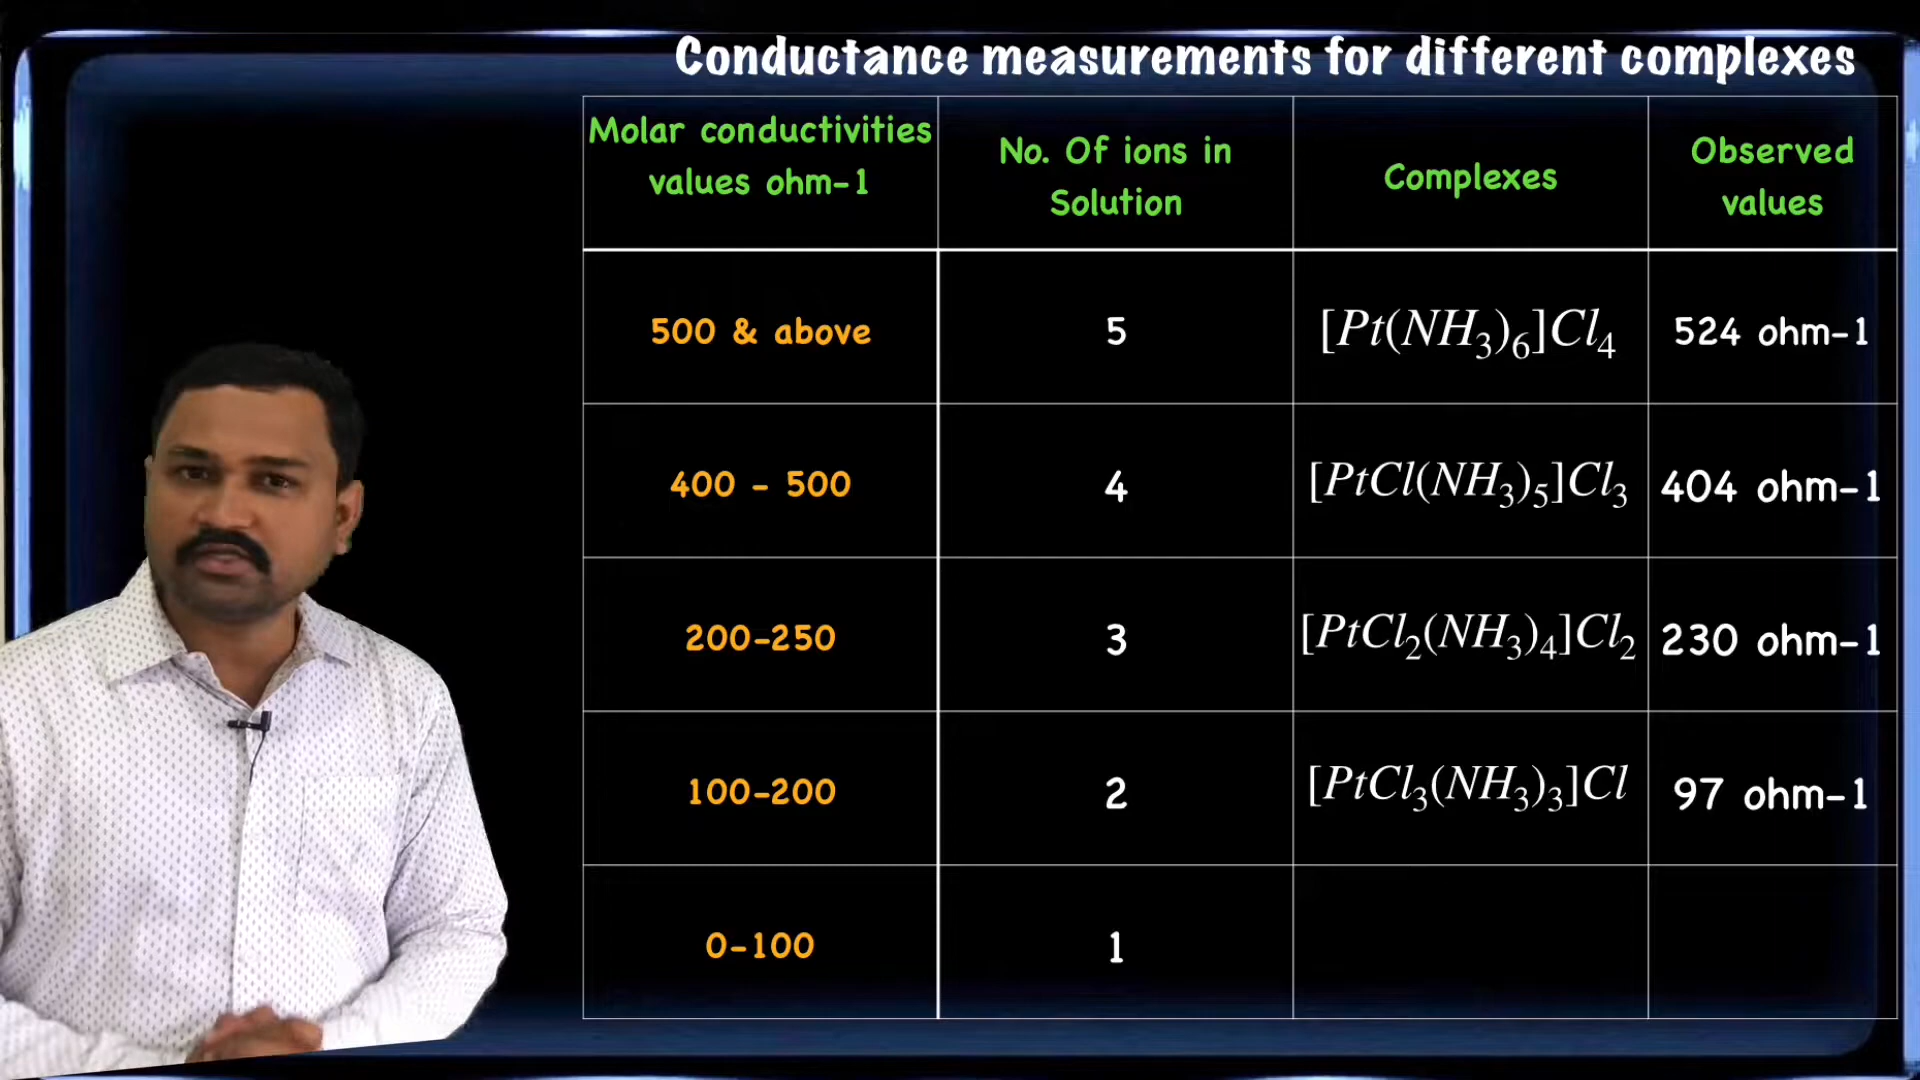 Conductance measurements for different complexes
Molar conductivities
values ohm-1
No. Of ions in
Solution
Complexes
Observed
values
500 & above
5
[Pt(NH₃)₆]Cl₄
524 ohm-1
400 - 500
4
[PtCl(NH₃)₅]Cl₃
404 ohm-1
200-250
3
[PtCl₂(NH₃)₄]Cl₂
230 ohm-1
100-200
2
[PtCl₃(NH₃)₃]Cl
97 ohm-1
0-100
1